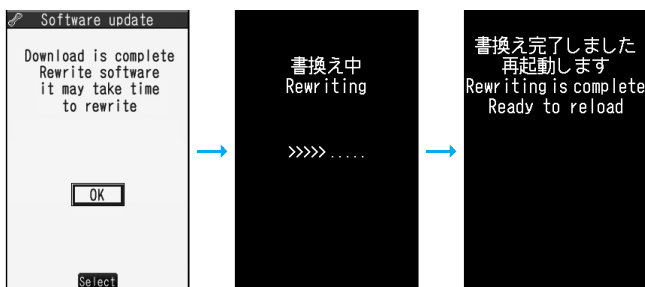 Software update
Download is complete
Rewrite software
it may take time
to rewrite
OK
Select
書換え中
Rewriting
>>>>>.....
書換え完了しました
再起動します
Rewriting is complete
Ready to reload